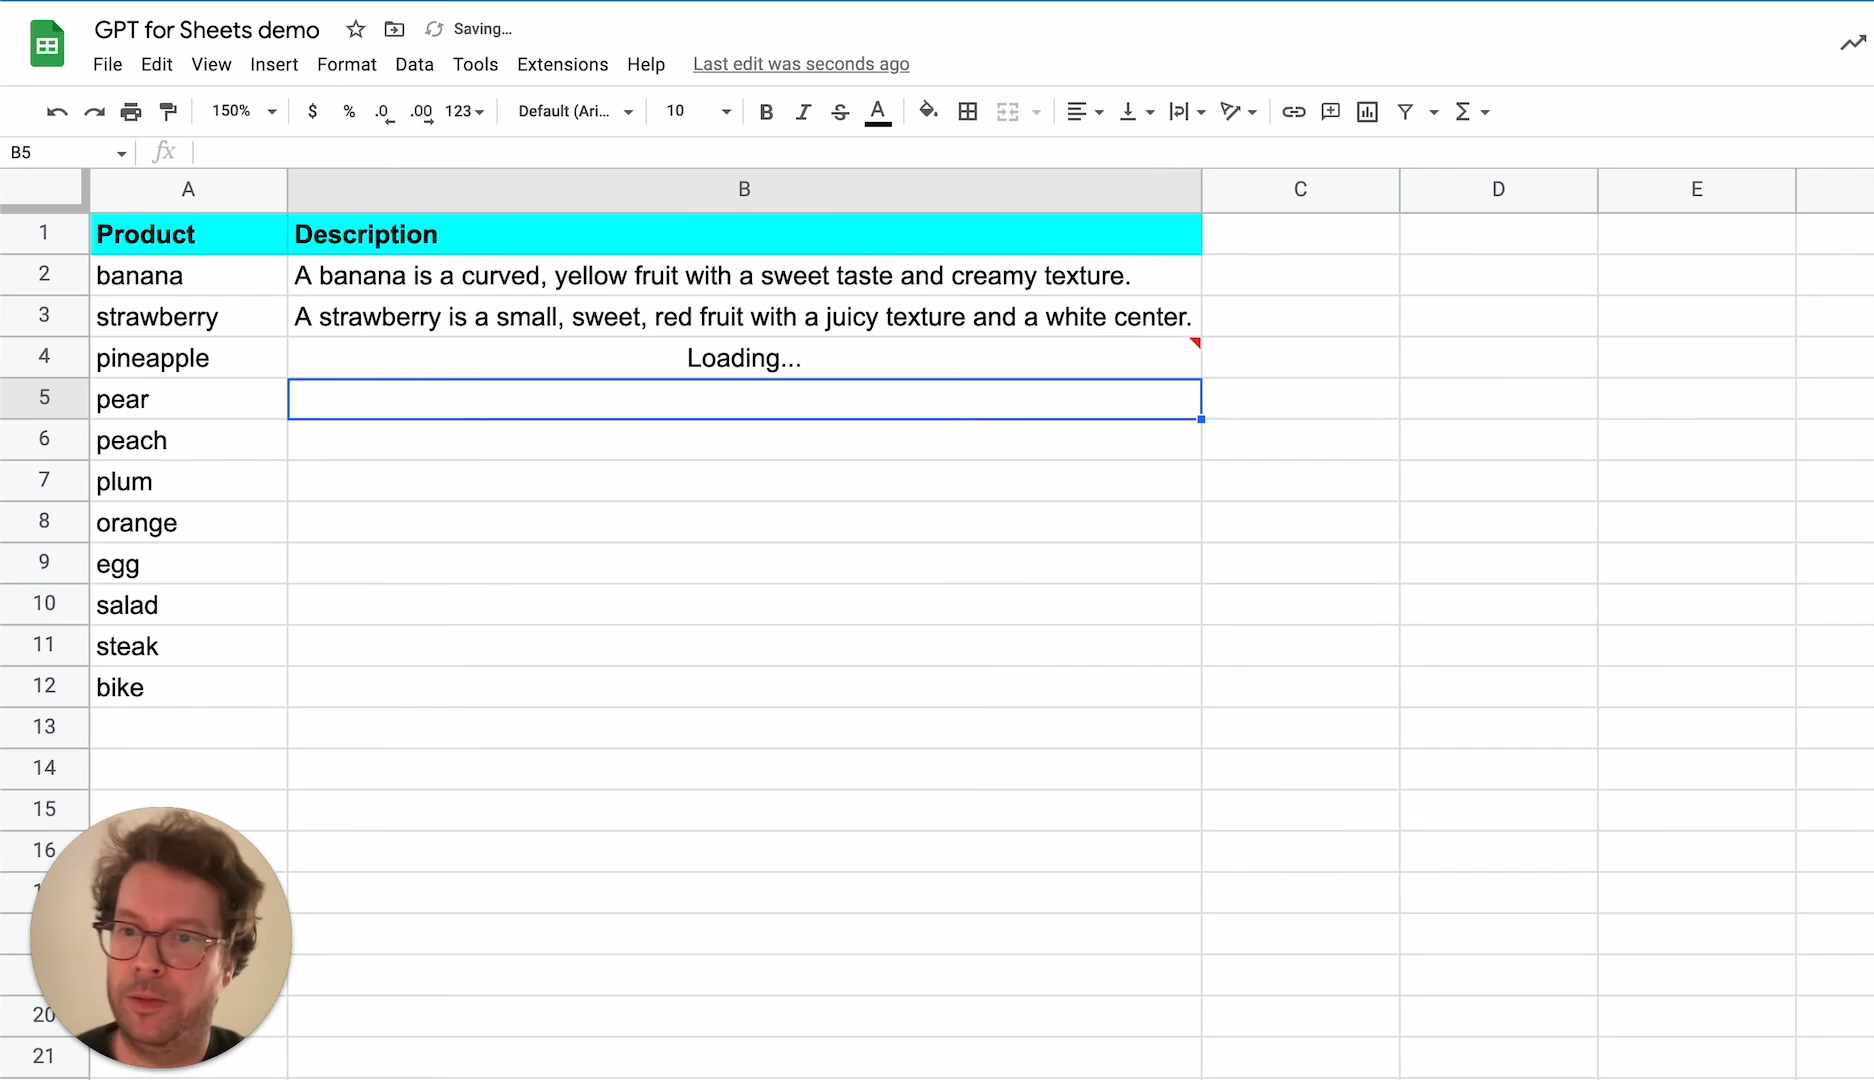 GPT for Sheets demo Saving...
File Edit View Insert Format Data Tools Extensions Help Last edit was seconds ago
150% $ % .0 .00 123 Default (Ari... 10 B I S A
B5 fx
A B C D E
1 Product Description
2 banana A banana is a curved, yellow fruit with a sweet taste and creamy texture.
3 strawberry A strawberry is a small, sweet, red fruit with a juicy texture and a white center.
4 pineapple Loading...
5 pear
6 peach
7 plum
8 orange
9 egg
10 salad
11 steak
12 bike
13
14
15
16
20
21